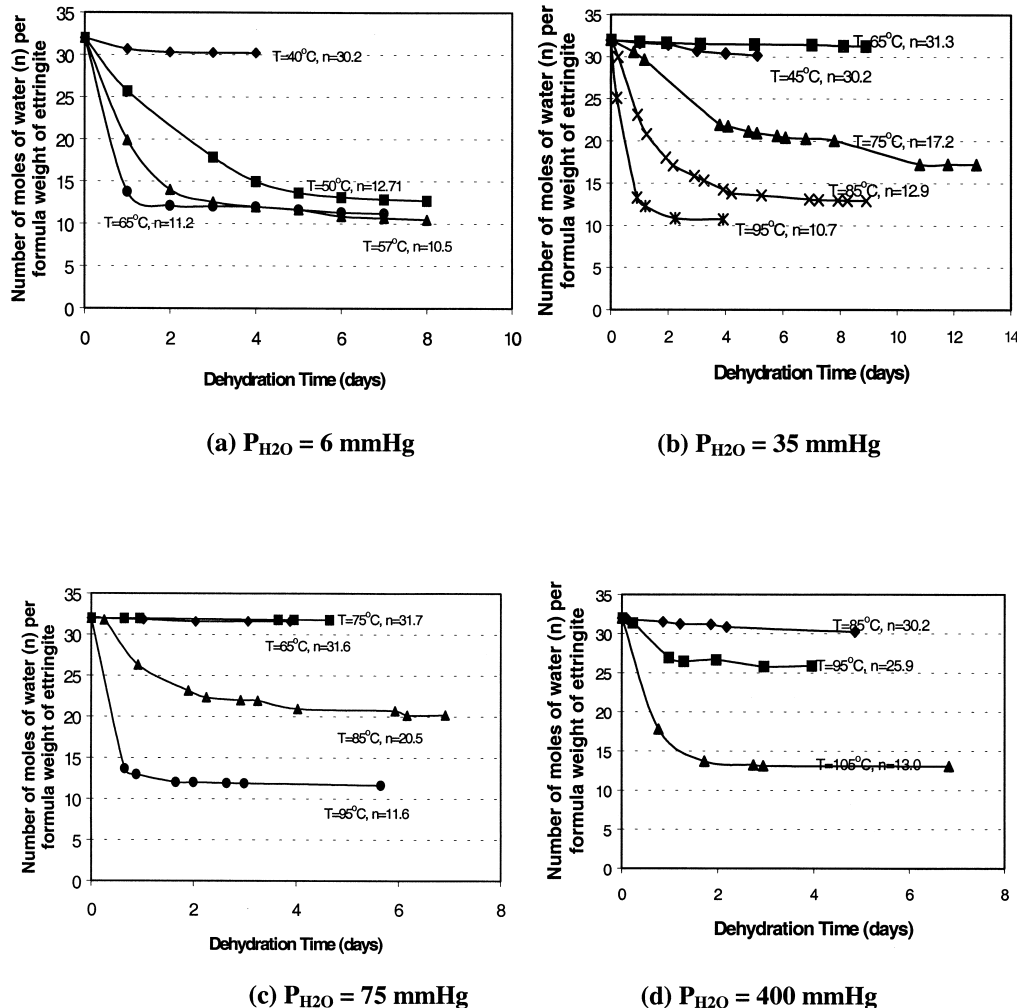 Number of moles of water (n) per
formula weight of ettringite
35
30
25
20
15
10
5
0
T=40°C, n=30.2
T=50°C, n=12.71
T=65°C, n=11.2
T=57°C, n=10.5
0 2 4 6 8 10
Dehydration Time (days)
(a) P_H2O = 6 mmHg
Number of moles of water (n) per
formula weight of ettringite
35
30
25
20
15
10
5
0
T=65°C, n=31.3
T=45°C, n=30.2
T=75°C, n=17.2
T=85°C, n=12.9
T=95°C, n=10.7
0 2 4 6 8 10 12 14
Dehydration Time (days)
(b) P_H2O = 35 mmHg
Number of moles of water (n) per
formula weight of ettringite
35
30
25
20
15
10
5
0
T=75°C, n=31.7
T=65°C, n=31.6
T=85°C, n=20.5
T=95°C, n=11.6
0 2 4 6 8
Dehydration Time (days)
(c) P_H2O = 75 mmHg
Number of moles of water (n) per
formula weight of ettringite
35
30
25
20
15
10
5
0
T=85°C, n=30.2
T=95°C, n=25.9
T=105°C, n=13.0
0 2 4 6 8
Dehydration Time (days)
(d) P_H2O = 400 mmHg